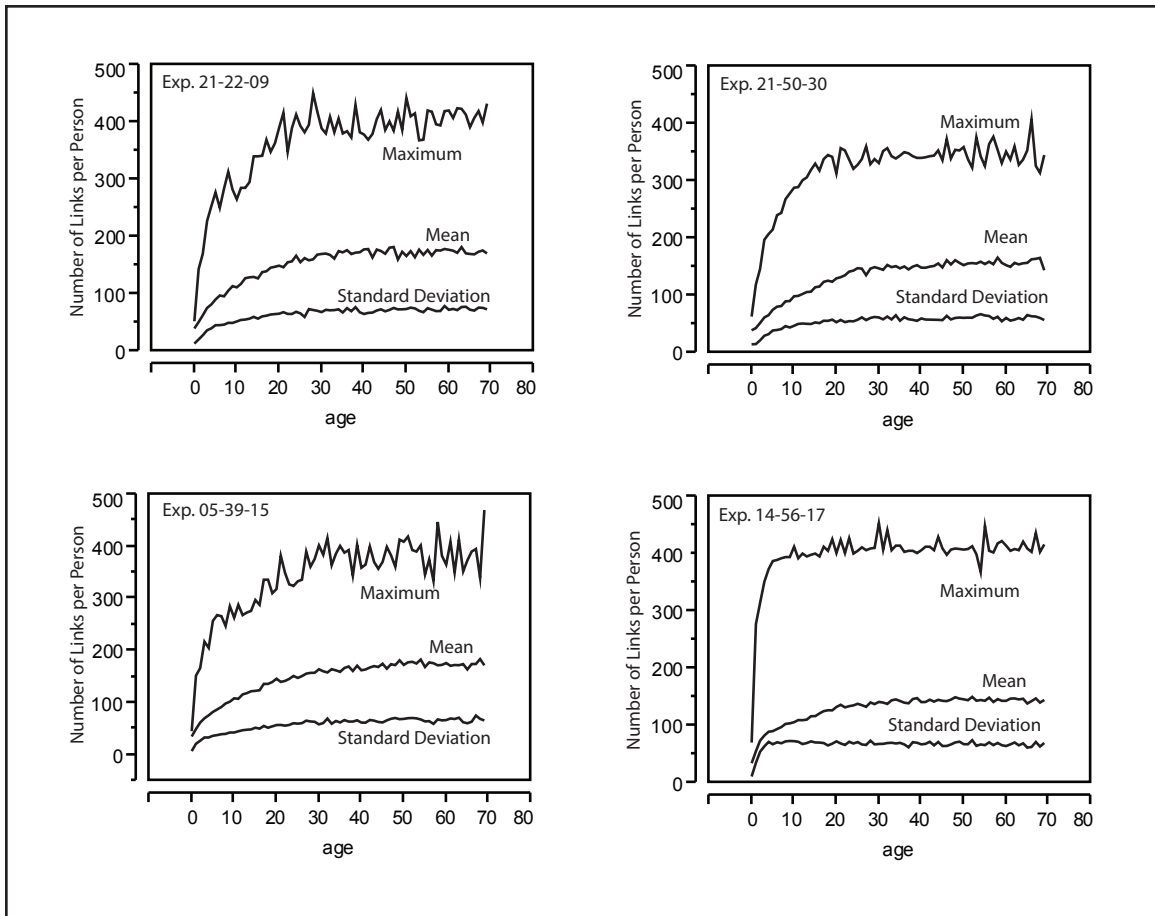 Exp. 21-22-09
Number of Links per Person
500
400
300
200
100
0
Maximum
Mean
Standard Deviation
0 10 20 30 40 50 60 70 80
age
Exp. 21-50-30
Number of Links per Person
500
400
300
200
100
0
Maximum
Mean
Standard Deviation
0 10 20 30 40 50 60 70 80
age
Exp. 05-39-15
Number of Links per Person
500
400
300
200
100
0
Maximum
Mean
Standard Deviation
0 10 20 30 40 50 60 70 80
age
Exp. 14-56-17
Number of Links per Person
500
400
300
200
100
0
Maximum
Mean
Standard Deviation
0 10 20 30 40 50 60 70 80
age